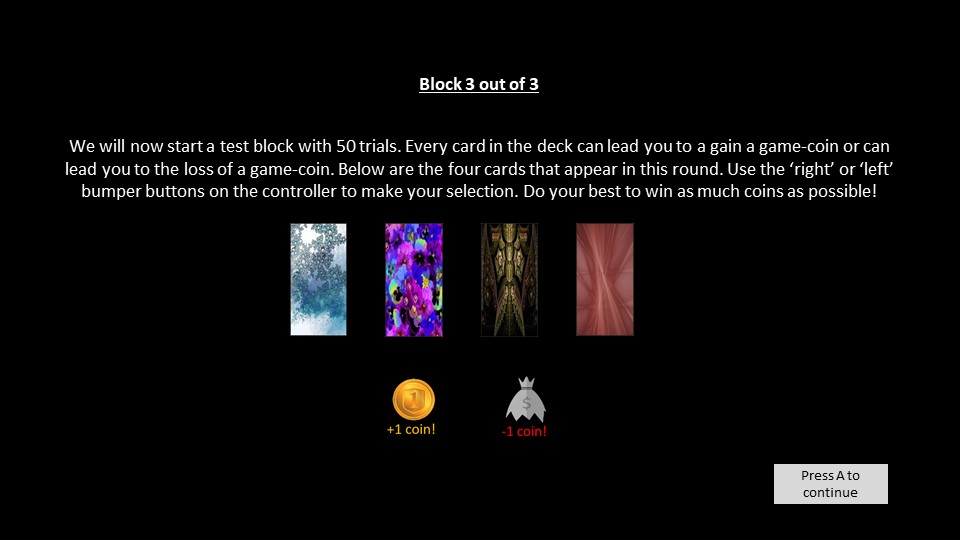 Block 3 out of 3
We will now start a test block with 50 trials. Every card in the deck can lead you to a gain a game-coin or can
lead you to the loss of a game-coin. Below are the four cards that appear in this round. Use the ‘right’ or ‘left’
bumper buttons on the controller to make your selection. Do your best to win as much coins as possible!
1
$
+1 coin!
-1 coin!
Press A to
continue